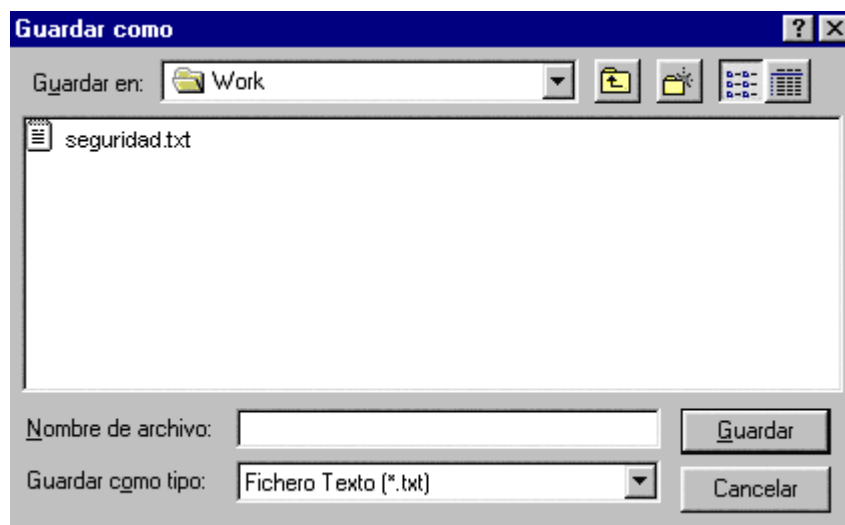 Guardar como
Guardar en: Work
seguridad.txt
Nombre de archivo: Guardar
Guardar como tipo: Fichero Texto (*.txt) Cancelar